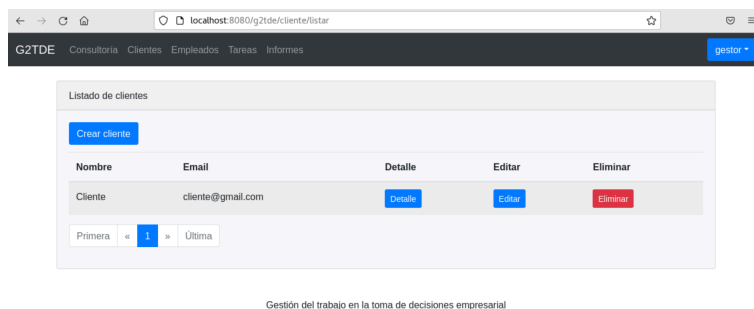 localhost:8080/g2tde/cliente/listar
G2TDE Consultoría Clientes Empleados Tareas Informes gestor
Listado de clientes
Crear cliente
Nombre Email Detalle Editar Eliminar
Cliente cliente@gmail.com Detalle Editar Eliminar
Primera « 1 » Última
Gestión del trabajo en la toma de decisiones empresarial